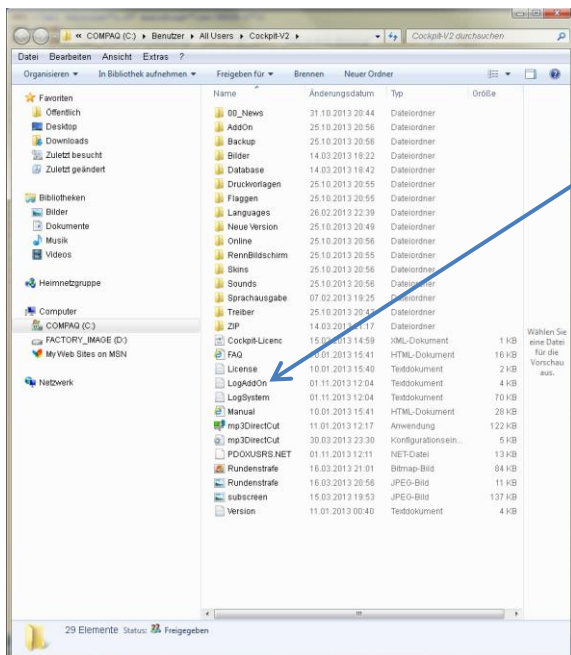 « COMPAQ (C:) ▸ Benutzer ▸ All Users ▸ Cockpit-V2 ▸ Cockpit-V2 durchsuchen
Datei Bearbeiten Ansicht Extras ?
Organisieren ▾ In Bibliothek aufnehmen ▾ Freigeben für ▾ Brennen Neuer Ordner
Favoriten
Öffentlich
Desktop
Downloads
Zuletzt besucht
Zuletzt geändert
Bibliotheken
Bilder
Dokumente
Musik
Videos
Heimnetzgruppe
Computer
COMPAQ (C:)
FACTORY_IMAGE (D:)
My Web Sites on MSN
Netzwerk
Name Änderungsdatum Typ Größe
00_News 31.10.2013 20:44 Dateiordner
AddOn 25.10.2013 20:56 Dateiordner
Backup 25.10.2013 20:56 Dateiordner
Bilder 14.03.2013 18:22 Dateiordner
Database 14.03.2013 18:42 Dateiordner
Druckvorlagen 25.10.2013 20:55 Dateiordner
Flaggen 25.10.2013 20:55 Dateiordner
Languages 26.02.2013 22:39 Dateiordner
Neue Version 25.10.2013 20:49 Dateiordner
Online 25.10.2013 20:56 Dateiordner
RennBildschirm 25.10.2013 20:55 Dateiordner
Skins 25.10.2013 20:56 Dateiordner
Sounds 25.10.2013 20:56 Dateiordner
Sprachausgabe 07.02.2013 19:25 Dateiordner
Treiber 25.10.2013 Dateiordner
ZIP 14.03.2013 Dateiordner
Cockpit-Licenc 14:59 XML-Dokument 1 KB
FAQ 10.01.2013 15:41 HTML-Dokument 16 KB
License 10.01.2013 15:40 Textdokument 2 KB
LogAddOn 01.11.2013 12:04 Textdokument 4 KB
LogSystem 01.11.2013 12:04 Textdokument 70 KB
Manual 10.01.2013 15:41 HTML-Dokument 28 KB
mp3DirectCut 11.01.2013 12:17 Anwendung 122 KB
mp3DirectCut 30.03.2013 23:30 Konfigurationsein... 5 KB
PDOXUSRS.NET 01.11.2013 12:11 NET-Datei 13 KB
Rundenstrafe 16.03.2013 21:01 Bitmap-Bild 84 KB
Rundenstrafe 16.03.2013 20:56 JPEG-Bild 11 KB
subscreen 15.03.2013 19:53 JPEG-Bild 137 KB
Version 11.01.2013 00:40 Textdokument 4 KB
Wählen Sie
eine Datei
für die
Vorschau
aus.
29 Elemente Status: Freigegeben